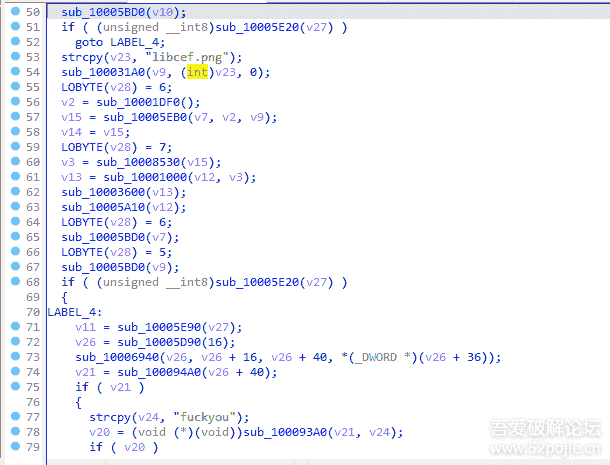 50 sub_10005BD0(v10);
51 if ( (unsigned __int8)sub_10005E20(v27) )
52 goto LABEL_4;
53 strcpy(v23, "libcef.png");
54 sub_100031A0(v9, (int)v23, 0);
55 LOBYTE(v28) = 6;
56 v2 = sub_10001DF0();
57 v15 = sub_10005EB0(v7, v2, v9);
58 v14 = v15;
59 LOBYTE(v28) = 7;
60 v3 = sub_10008530(v15);
61 v13 = sub_10001000(v12, v3);
62 sub_10003600(v13);
63 sub_10005A10(v12);
64 LOBYTE(v28) = 6;
65 sub_10005BD0(v7);
66 LOBYTE(v28) = 5;
67 sub_10005BD0(v9);
68 if ( (unsigned __int8)sub_10005E20(v27) )
69 {
70 LABEL_4:
71 v11 = sub_10005E90(v27);
72 v26 = sub_10005D90(16);
73 sub_10006940(v26, v26 + 16, v26 + 40, *(_DWORD *)(v26 + 36));
74 v21 = sub_100094A0(v26 + 40);
75 if ( v21 )
76 {
77 strcpy(v24, "fuckyou");
78 v20 = (void (*)(void))sub_100093A0(v21, v24);
79 if ( v20 )
吾爱破解论坛
www.52pojie.cn